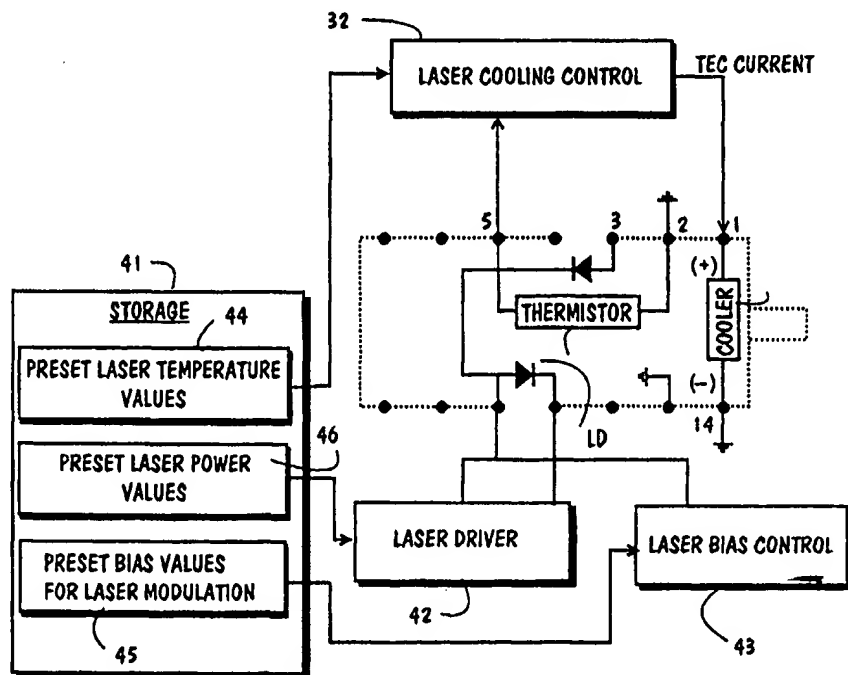 32
LASER COOLING CONTROL
TEC CURRENT
5
3
2
1
(+)
THERMISTOR
COOLER
(-)
14
LD
41
STORAGE
44
PRESET LASER TEMPERATURE
VALUES
46
PRESET LASER POWER
VALUES
PRESET BIAS VALUES
FOR LASER MODULATION
45
LASER DRIVER
42
LASER BIAS CONTROL
43